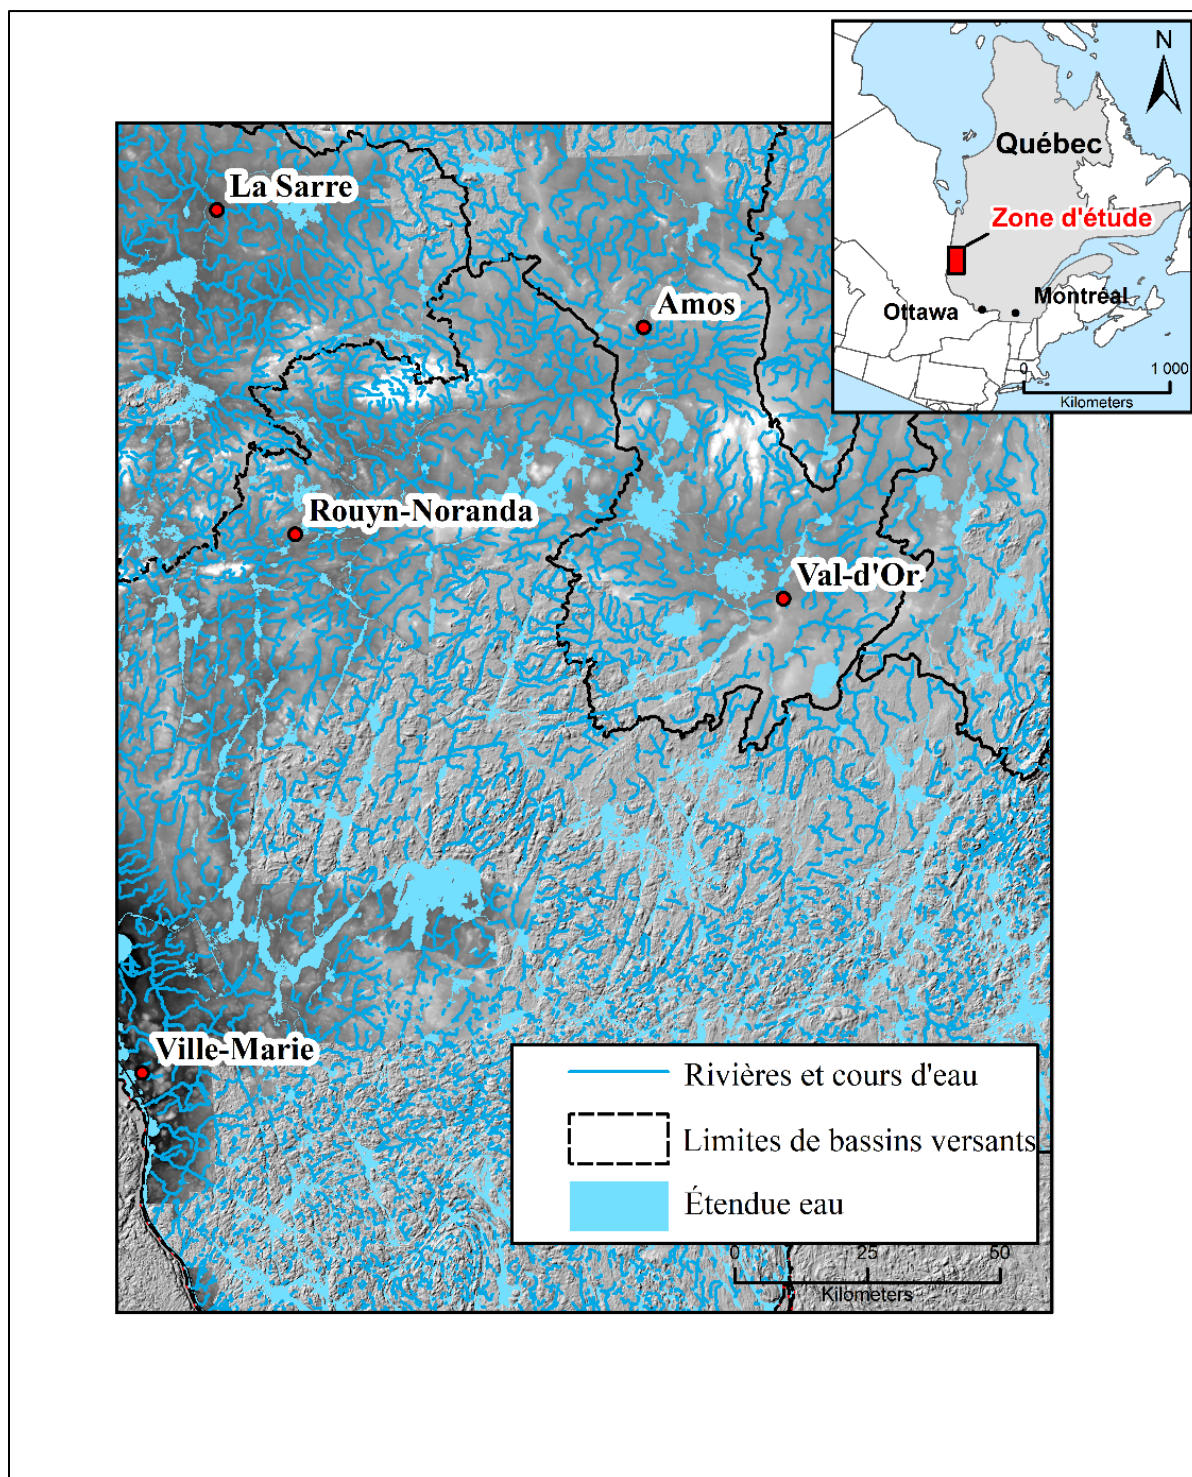 N
Québec
Zone d'étude
Ottawa
Montréal
0
1 000
Kilometers
La Sarre
Amos
Rouyn-Noranda
Val-d'Or
Ville-Marie
Rivières et cours d'eau
Limites de bassins versants
Étendue eau
0 25 50
Kilometers